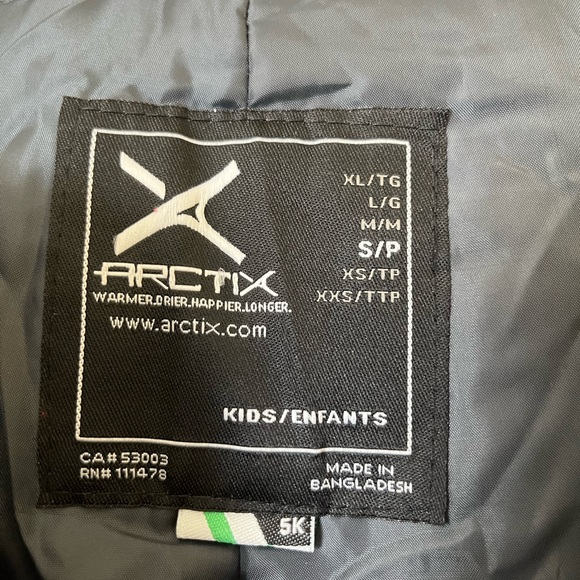 ARCTIX
WARMER.DRIER.HAPPIER.LONGER.
www.arctix.com
XL/TG
L/G
M/M
S/P
XS/TP
XXS/TTP
KIDS/ENFANTS
CA# 53003
RN# 111478
MADE IN
BANGLADESH
5K